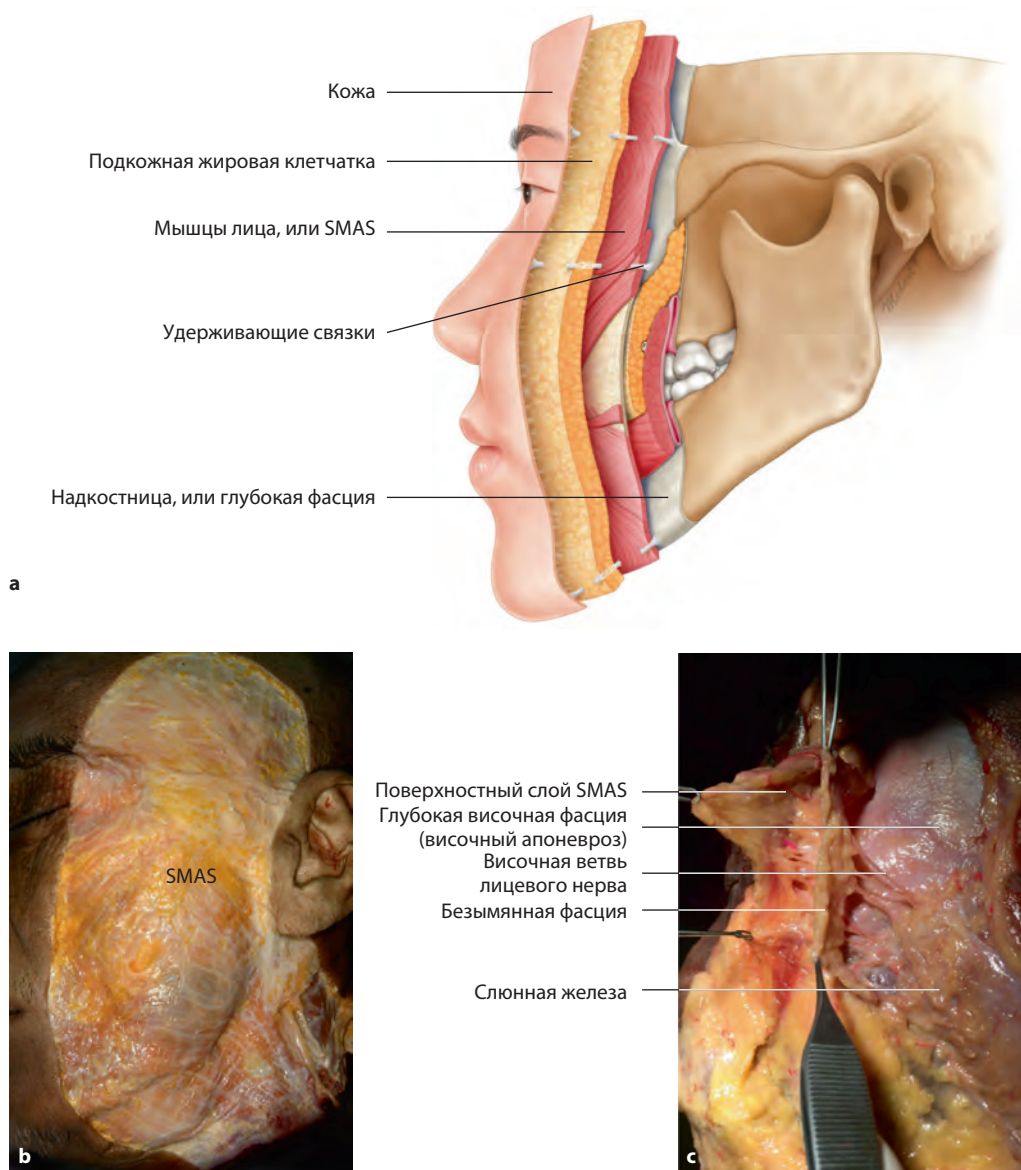 Кожа
Подкожная жировая клетчатка
Мышцы лица, или SMAS
Удерживающие связки
Надкостница, или глубокая фасция
a
SMAS
b
Поверхностный слой SMAS
Глубокая височная фасция
(височный апоневроз)
Височная ветвь
лицевого нерва
Безымянная фасция
Слюнная железа
c